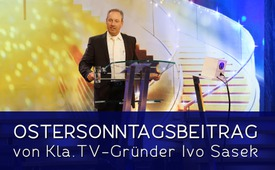 OSTERSONNTAGSBEITRAG
von Kla.TV-Gründer Ivo Sasek